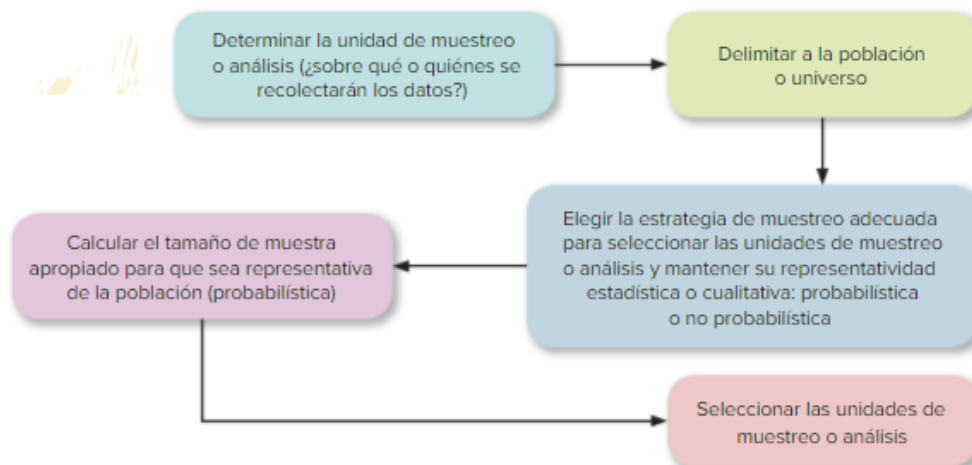 Determinar la unidad de muestreo
o análisis (¿sobre qué o quiénes se
recolectarán los datos?)
Delimitar a la población
o universo
Elegir la estrategia de muestreo adecuada
para seleccionar las unidades de muestreo
o análisis y mantener su representatividad
estadística o cualitativa: probabilística
o no probabilística
Calcular el tamaño de muestra
apropiado para que sea representativa
de la población (probabilística)
Seleccionar las unidades de
muestreo o análisis